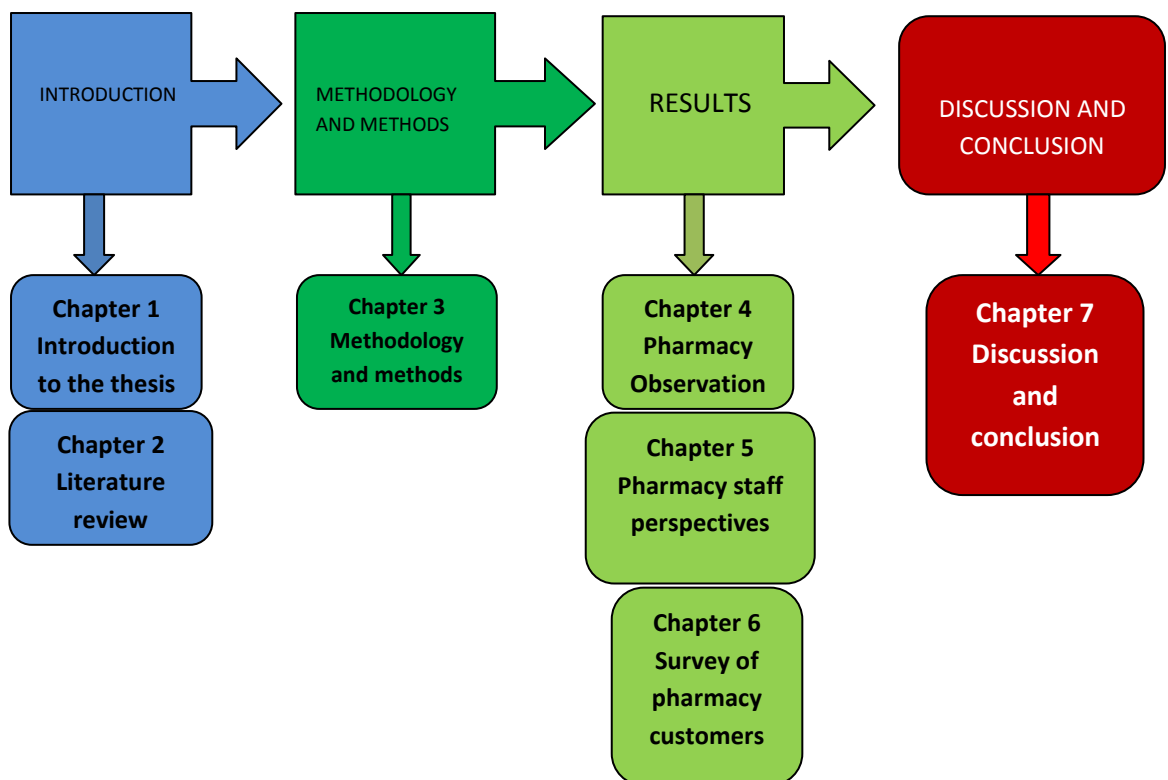 INTRODUCTION
METHODOLOGY
AND METHODS
RESULTS
DISCUSSION AND
CONCLUSION
Chapter 1
Introduction
to the thesis
Chapter 2
Literature
review
Chapter 3
Methodology
and methods
Chapter 4
Pharmacy
Observation
Chapter 5
Pharmacy staff
perspectives
Chapter 6
Survey of
pharmacy
customers
Chapter 7
Discussion
and
conclusion